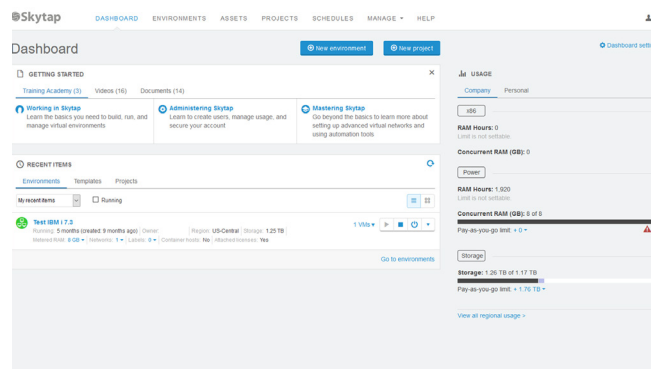 Skytap
DASHBOARD ENVIRONMENTS ASSETS PROJECTS SCHEDULES MANAGE HELP
Dashboard
New environment
New project
Dashboard setti
GETTING STARTED
Training Academy (3) Videos (16) Documents (14)
Working in Skytap
Learn the basics you need to build, run, and
manage virtual environments
Administering Skytap
Learn to create users, manage usage, and
secure your account
Mastering Skytap
Go beyond the basics to learn more about
setting up advanced virtual networks and
using automation tools
RECENT ITEMS
Environments Templates Projects
My recent items
Running
Test IBM i 7.3
Running: 5 months (created: 9 months ago) Owner: Region: US-Central Storage: 1.25 TB
Metered RAM: 8 GB Networks: 1 Labels: 0 Container hosts: No Attached licenses: Yes
1 VMs
Go to environments
USAGE
Company Personal
x86
RAM Hours: 0
Limit is not settable.
Concurrent RAM (GB): 0
Power
RAM Hours: 1,920
Limit is not settable.
Concurrent RAM (GB): 8 of 8
Pay-as-you-go limit: + 0
Storage
Storage: 1.26 TB of 1.17 TB
Pay-as-you-go limit: + 1.76 TB
View all regional usage »